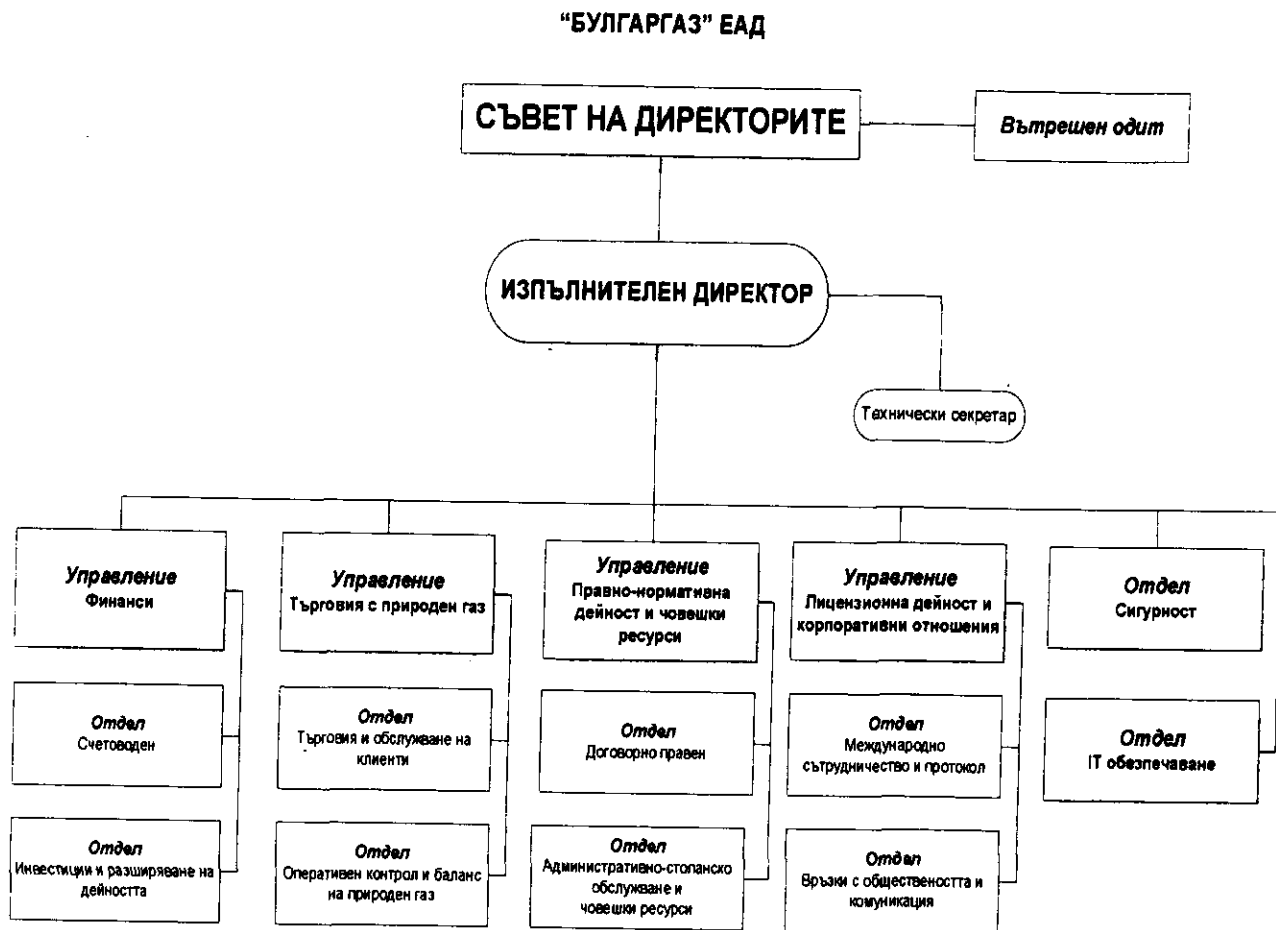 "БУЛГАРГАЗ" ЕАД
СЪВЕТ НА ДИРЕКТОРИТЕ
Вътрешен одит
ИЗПЪЛНИТЕЛЕН ДИРЕКТОР
Технически секретар
Управление
Финанси
Управление
Търговия с природен газ
Управление
Правно-нормативна
дейност и човешки
ресурси
Управление
Лицензионна дейност и
корпоративни отношения
Отдел
Сигурност
Отдел
Счетоводен
Отдел
Търговия и обслужване на
клиенти
Отдел
Договорно правен
Отдел
Международно
сътрудничество и протокол
Отдел
IT обезпечаване
Отдел
Инвестиции и разширяване на
дейността
Отдел
Оперативен контрол и баланс
на природен газ
Отдел
Административно-стопанско
обслужване и
човешки ресурси
Отдел
Връзки с обществеността и
комуникация